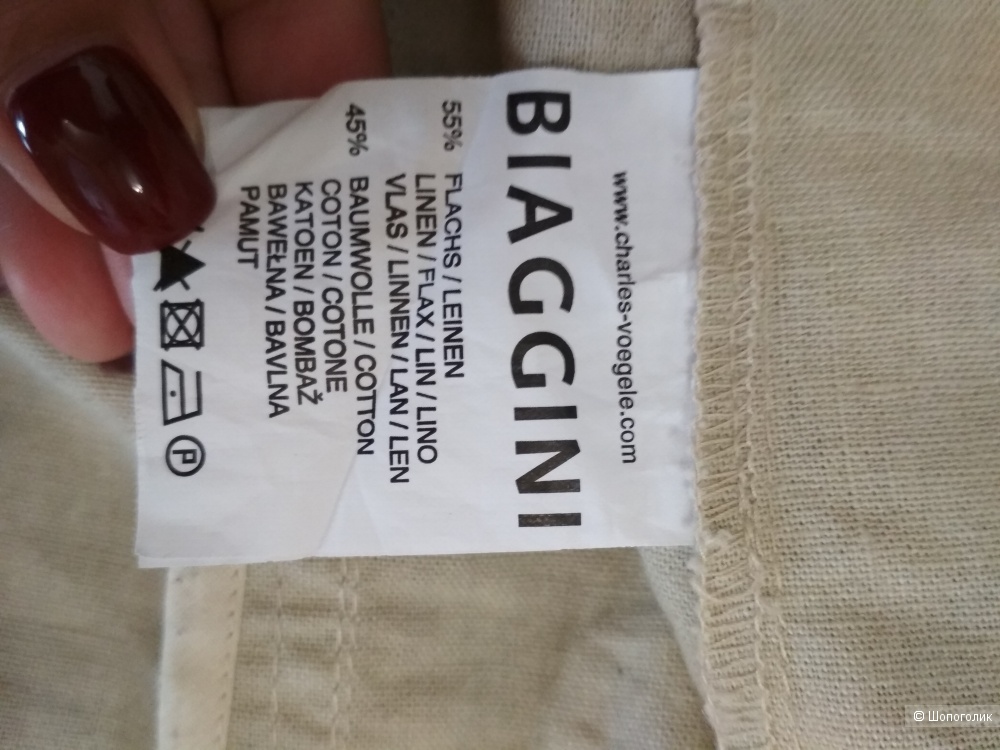 www.charles-voegele.com
BIAGGINI
55% FLACHS / LEINEN
LINEN / FLAX / LIN / LINO
VLAS / LINNEN / LAN / LEN
45% BAUMWOLLE / COTTON
COTON / COTONE
KATOEN / BOMBAŽ
BAWEŁNA / BAVLNA
PAMUT
P
© Шопоголик